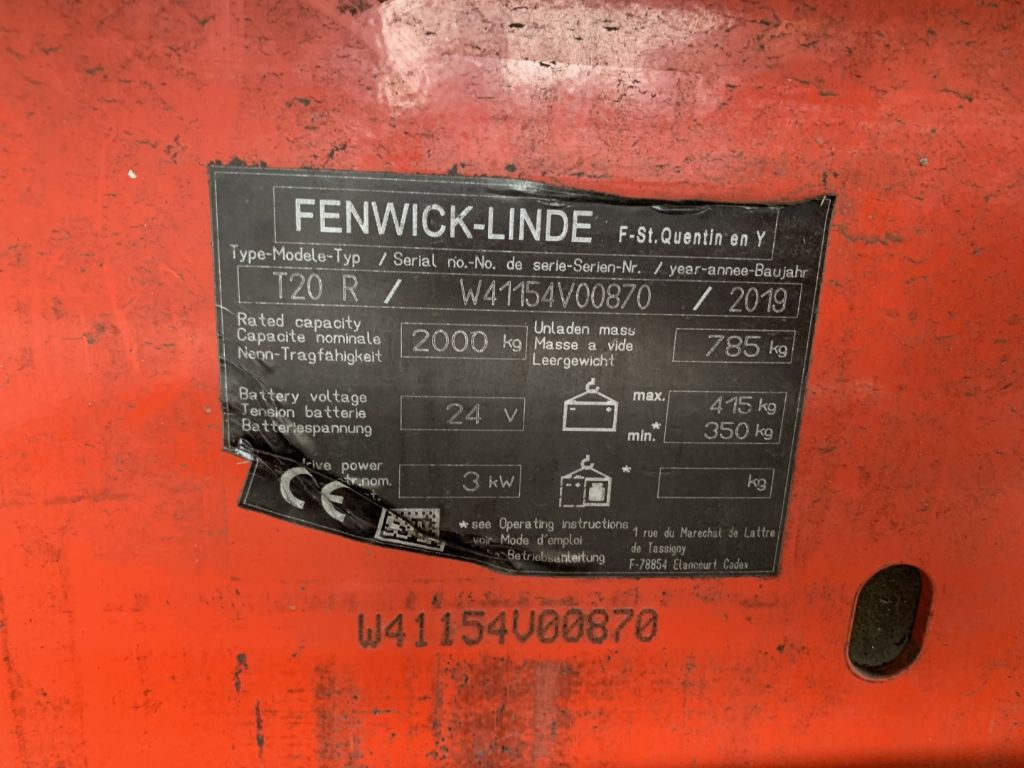 FENWICK-LINDE F-St.Quentin en Y
Type-Modele-Typ / Serial no.-No. de serie-Serien-Nr. / year-annee-Baujahr
T20 R / W41154V00870 / 2019
Rated capacity
Capacite nominale
Nenn-Tragfähigkeit
2000 kg
Unladen mass
Masse a vide
Leergewicht
785 kg
Battery voltage
Tension batterie
Batteriespannung
24 V
max. 415 kg
min.* 350 kg
power
nom.
3 kW
*
kg
CE
* see Operating instructions
voir Mode d'emploi
Betriebsanleitung
1 rue du Marechal de Lattre
de Tassigny
F-78854 Elancourt Cedex
W41154V00870